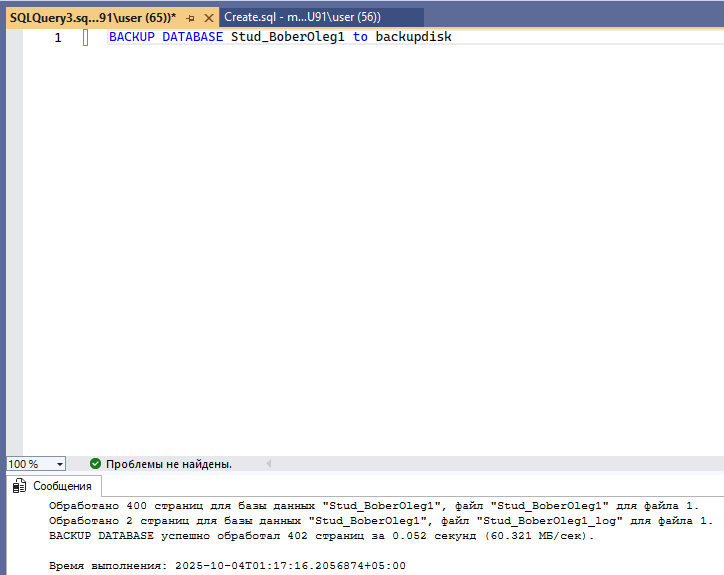 SQLQuery3.sq...91\user (65))* Create.sql - m...U91\user (56))
1 BACKUP DATABASE Stud_BoberOleg1 to backupdisk
100 % Проблемы не найдены.
Сообщения
Обработано 400 страниц для базы данных "Stud_BoberOleg1", файл "Stud_BoberOleg1" для файла 1.
Обработано 2 страниц для базы данных "Stud_BoberOleg1", файл "Stud_BoberOleg1_log" для файла 1.
BACKUP DATABASE успешно обработал 402 страниц за 0.052 секунд (60.321 МБ/сек).
Время выполнения: 2025-10-04T01:17:16.2056874+05:00